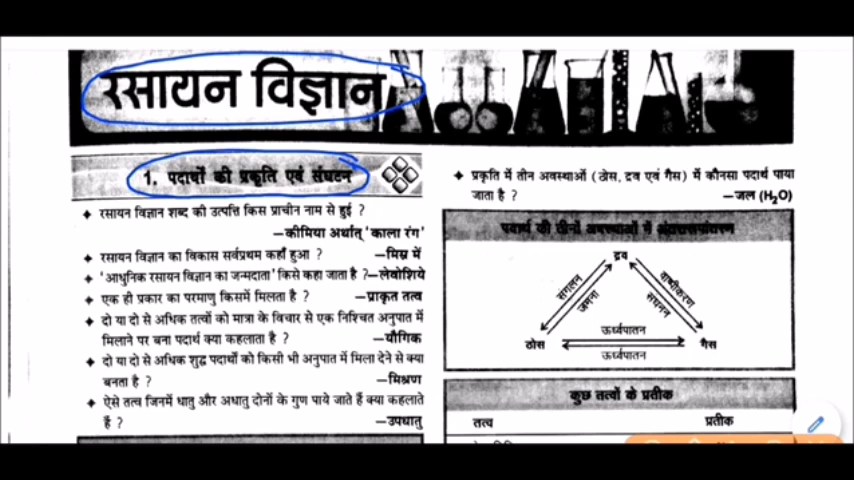 रसायन विज्ञान
1. पदार्थों की प्रकृति एवं संघटन
✦ रसायन विज्ञान शब्द की उत्पत्ति किस प्राचीन नाम से हुई ?
–कीमिया अर्थात् 'काला रंग'
✦ रसायन विज्ञान का विकास सर्वप्रथम कहाँ हुआ ? –मिस्र में
✦ 'आधुनिक रसायन विज्ञान का जन्मदाता' किसे कहा जाता है ?–लेवोशिये
✦ एक ही प्रकार का परमाणु किसमें मिलता है ? –प्राकृत तत्व
✦ दो या दो से अधिक तत्वों को मात्रा के विचार से एक निश्चित अनुपात में
मिलाने पर बना पदार्थ क्या कहलाता है ? –यौगिक
✦ दो या दो से अधिक शुद्ध पदार्थों को किसी भी अनुपात में मिला देने से क्या
बनता है ? –मिश्रण
✦ ऐसे तत्व जिनमें धातु और अधातु दोनों के गुण पाये जाते हैं क्या कहलाते
हैं ? –उपधातु
✦ प्रकृति में तीन अवस्थाओं (ठोस, द्रव एवं गैस) में कौनसा पदार्थ पाया
जाता है ? –जल (H₂O)
पदार्थ की तीनों अवस्थाओं में अंतरारूपांतरण
द्रव
संगलन
जमना
वाष्पीकरण
संघनन
ठोस
ऊर्ध्वपातन
गैस
ऊर्ध्वपातन
कुछ तत्वों के प्रतीक
तत्व प्रतीक